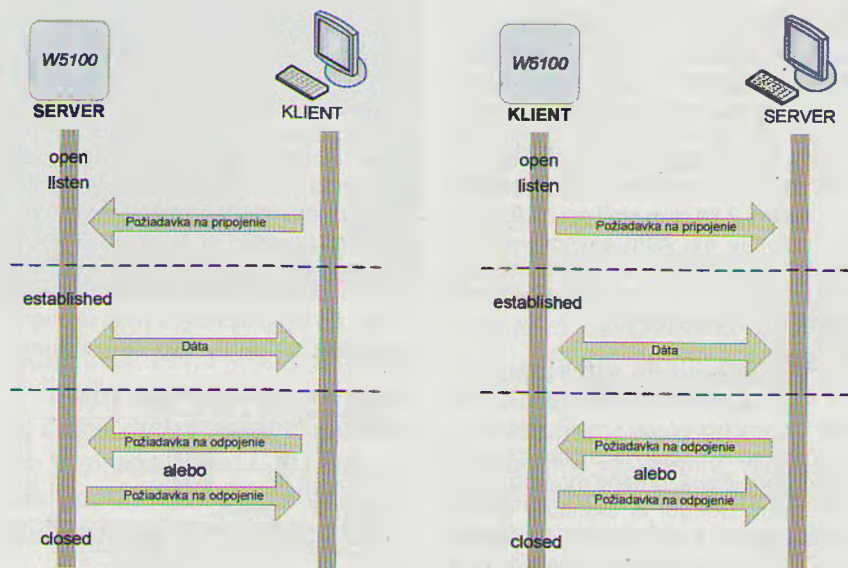 W5100
SERVER
KLIENT
open
listen
Požiadavka na pripojenie
established
Dáta
Požiadavka na odpojenie
alebo
Požiadavka na odpojenie
closed
W5100
KLIENT
SERVER
open
listen
Požiadavka na pripojenie
established
Dáta
Požiadavka na odpojenie
alebo
Požiadavka na odpojenie
closed